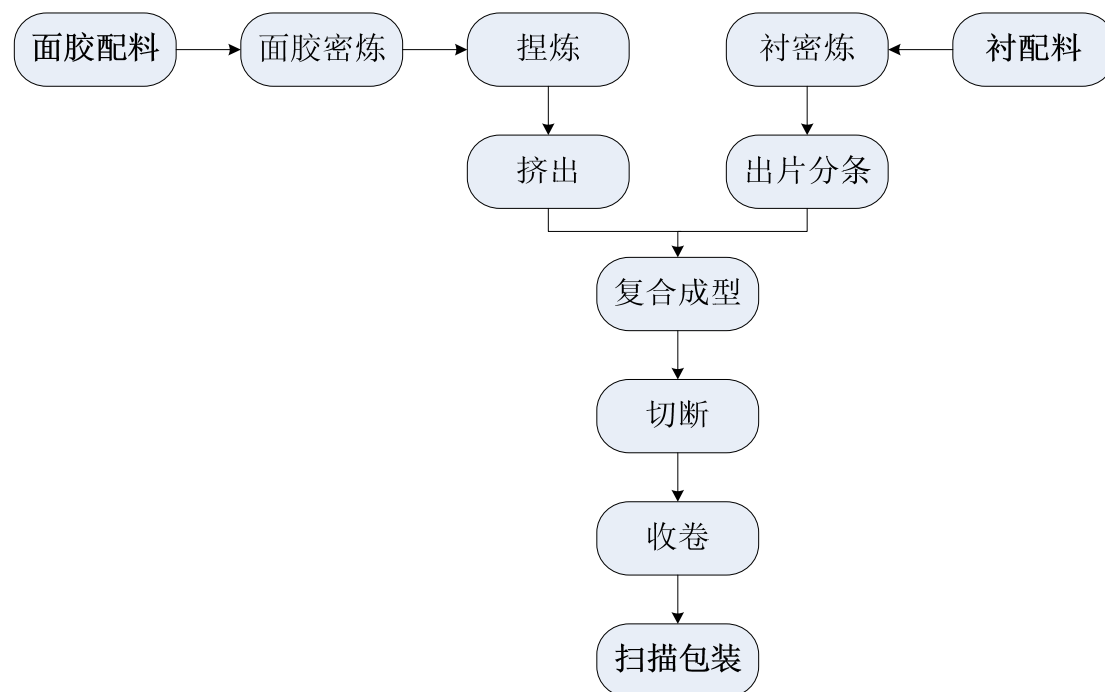 面胶配料
面胶密炼
捏炼
衬密炼
衬配料
挤出
出片分条
复合成型
切断
收卷
扫描包装